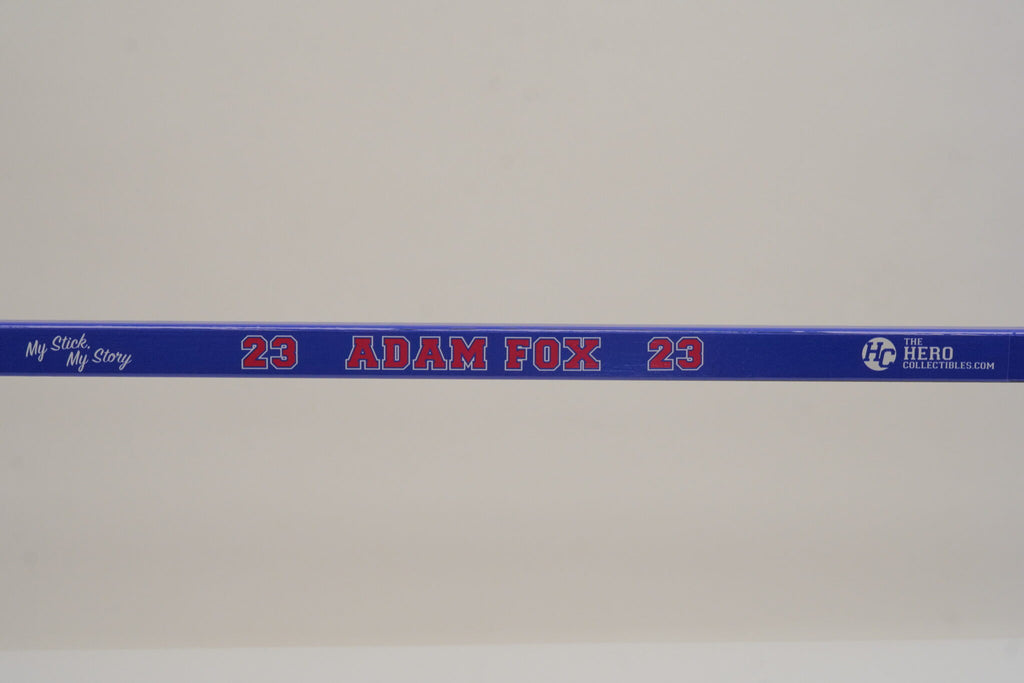 My Stick.
My Story
23 ADAM FOX 23
HC
THE
HERO
COLLECTIBLES.COM